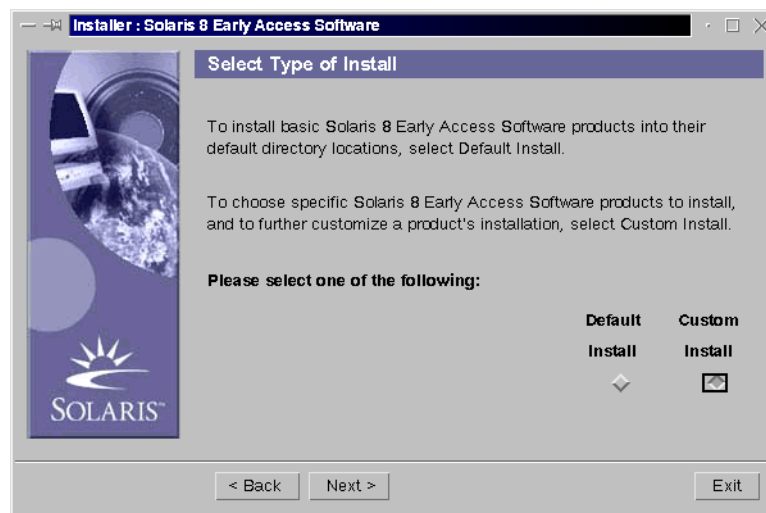 Installer : Solaris 8 Early Access Software
Select Type of Install
To install basic Solaris 8 Early Access Software products into their
default directory locations, select Default Install.
To choose specific Solaris 8 Early Access Software products to install,
and to further customize a product's installation, select Custom Install.
Please select one of the following:
Default Custom
Install Install
SOLARIS™
< Back Next > Exit